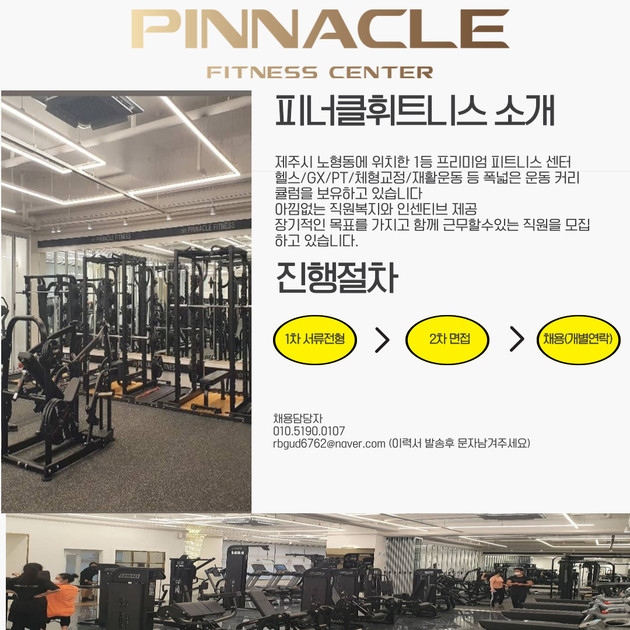 PINNACLE
FITNESS CENTER
피너클휘트니스 소개
제주시 노형동에 위치한 1등 프리미엄 피트니스 센터
헬스/GX/PT/체형교정/재활운동 등 폭넓은 운동 커리
큘럼을 보유하고 있습니다
아낌없는 직원복지와 인센티브 제공
장기적인 목표를 가지고 함께 근무할수있는 직원을 모집
하고 있습니다.
진행절차
1차 서류전형
2차 면접
채용(개별연락)
채용담당자
010.5190.0107
rbgud6762@naver.com (이력서 발송후 문자남겨주세요)
PINNACLE FITNESS
PINNACLE FITNESS